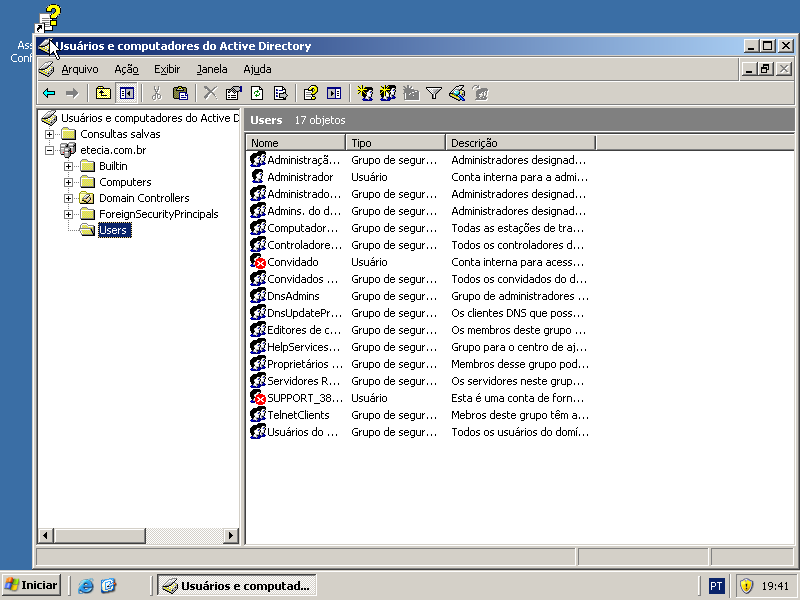 Usuários e computadores do Active Directory
Arquivo Ação Exibir Janela Ajuda
Usuários e computadores do Active D
Consultas salvas
etecia.com.br
Builtin
Computers
Domain Controllers
ForeignSecurityPrincipals
Users
Users 17 objetos
Nome Tipo Descrição
Administraçã... Grupo de segur... Administradores designad...
Administrador Usuário Conta interna para a admi...
Administrado... Grupo de segur... Administradores designad...
Admins. do d... Grupo de segur... Administradores designad...
Computador... Grupo de segur... Todas as estações de tra...
Controladore... Grupo de segur... Todos os controladores d...
Convidado Usuário Conta interna para acess...
Convidados ... Grupo de segur... Todos os convidados do d...
DnsAdmins Grupo de segur... Grupo de administradores ...
DnsUpdatePr... Grupo de segur... Os clientes DNS que poss...
Editores de c... Grupo de segur... Os membros deste grupo ...
HelpServices... Grupo de segur... Grupo para o centro de aj...
Proprietários ... Grupo de segur... Membros desse grupo pod...
Servidores R... Grupo de segur... Os servidores neste grup...
SUPPORT_38... Usuário Esta é uma conta de forn...
TelnetClients Grupo de segur... Mebros deste grupo têm a...
Usuários do ... Grupo de segur... Todos os usuários do domí...
Iniciar
Usuários e computad...
PT
19:41